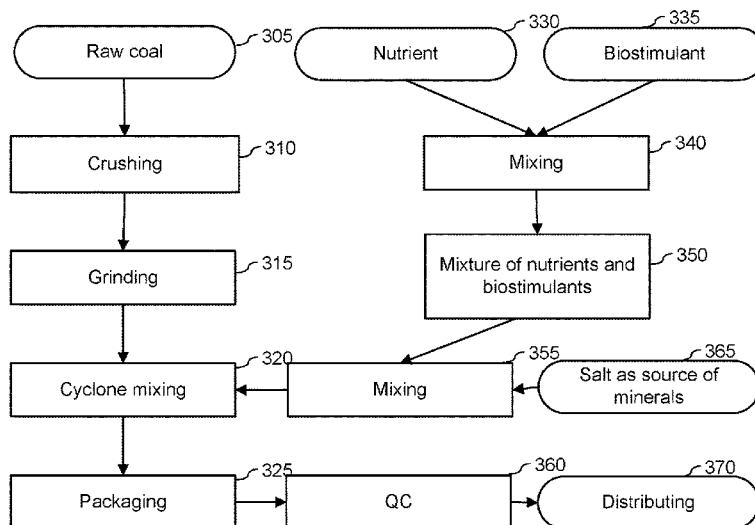 Raw coal
305
Nutrient
330
Biostimulant
335
Crushing
310
Mixing
340
Grinding
315
Mixture of nutrients and
biostimulants
350
Cyclone mixing
320
Mixing
355
Salt as source of
minerals
365
Packaging
325
QC
360
Distributing
370